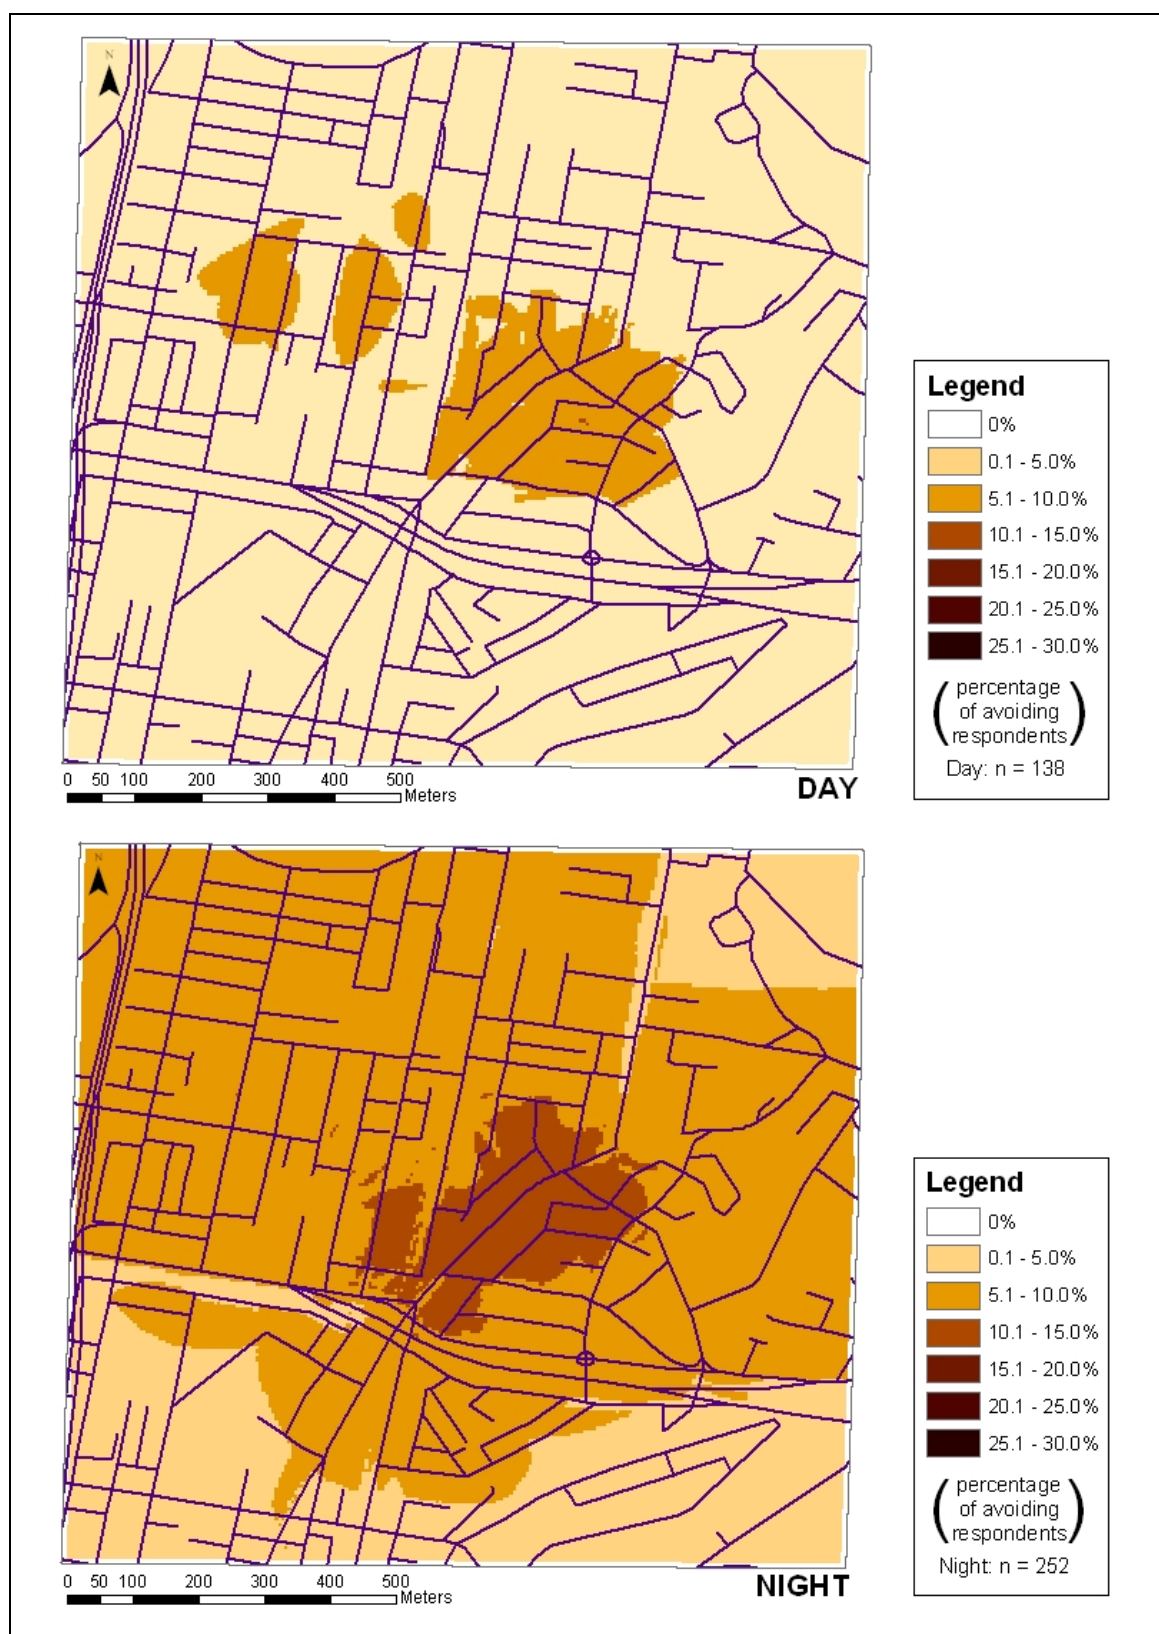 N
Legend
0%
0.1 - 5.0%
5.1 - 10.0%
10.1 - 15.0%
15.1 - 20.0%
20.1 - 25.0%
25.1 - 30.0%
( percentage
of avoiding
respondents )
Day: n = 138
0 50 100 200 300 400 500
Meters
DAY
N
Legend
0%
0.1 - 5.0%
5.1 - 10.0%
10.1 - 15.0%
15.1 - 20.0%
20.1 - 25.0%
25.1 - 30.0%
( percentage
of avoiding
respondents )
Night: n = 252
0 50 100 200 300 400 500
Meters
NIGHT